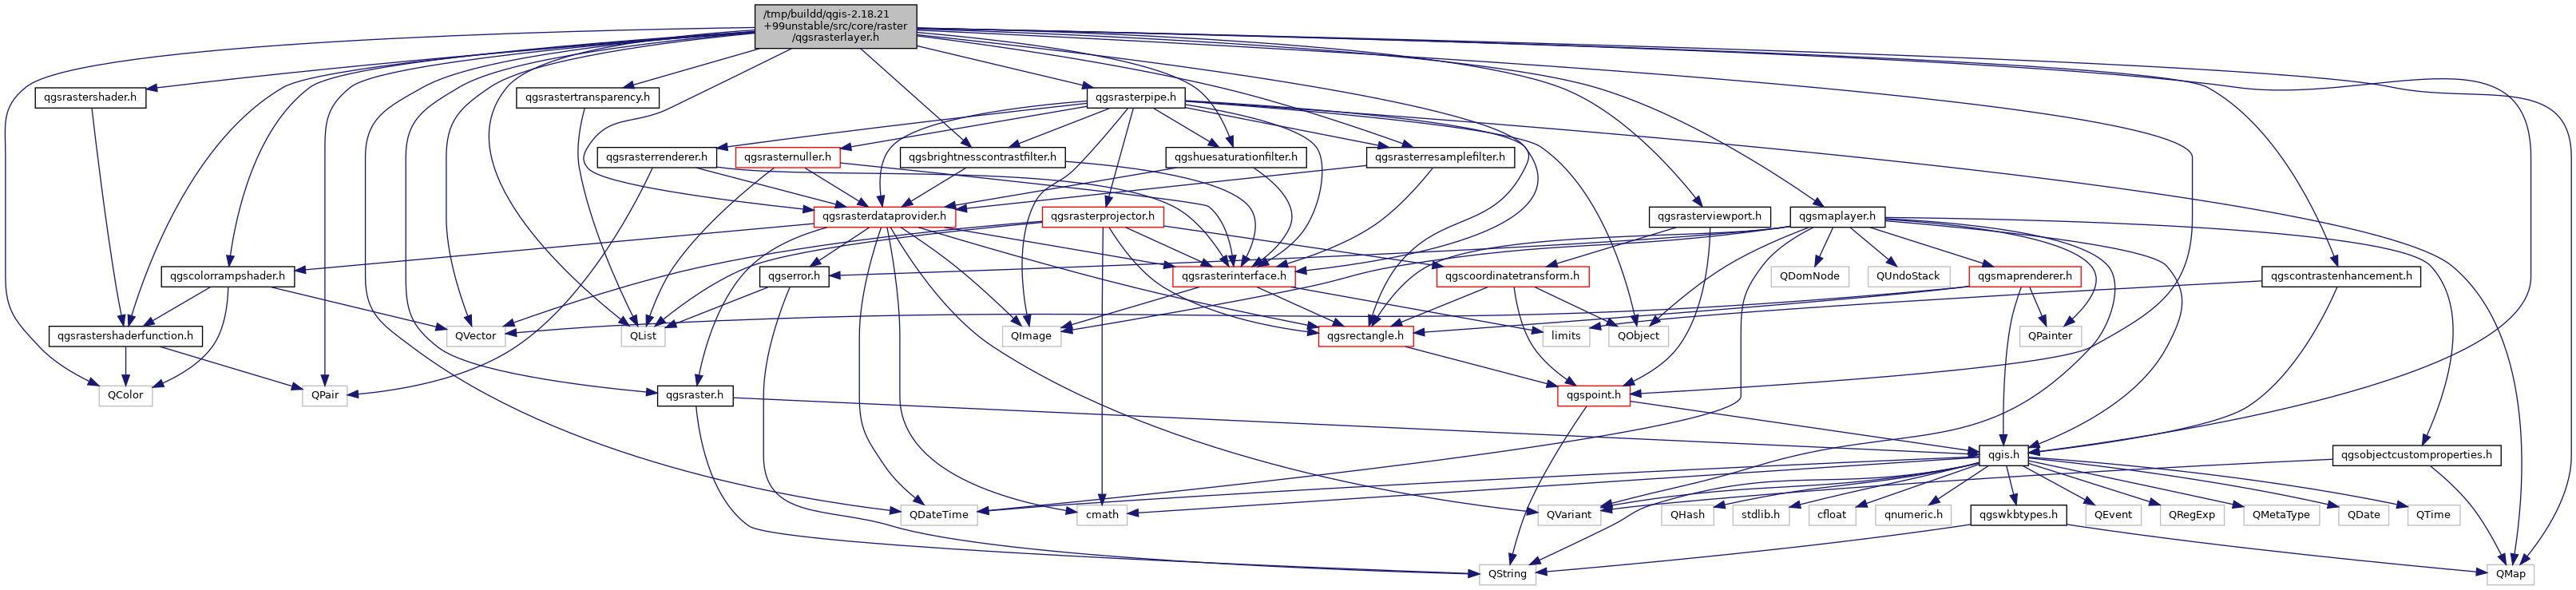 /tmp/buildd/qgis-2.18.21
+99unstable/src/core/raster
/qgsrasterlayer.h
qgsrastershader.h
qgsrastertransparency.h
qgsrasterpipe.h
qgsrasterrenderer.h
qgsrasternuller.h
qgsbrightnesscontrastfilter.h
qgshuesaturationfilter.h
qgsrasterresamplefilter.h
qgsrasterdataprovider.h
qgsrasterprojector.h
qgsrasterviewport.h
qgsmaplayer.h
qgscolorrampshader.h
qgserror.h
qgsrasterinterface.h
qgscoordinatetransform.h
QDomNode
QUndoStack
qgsmaprenderer.h
qgscontrastenhancement.h
qgsrastershaderfunction.h
QVector
QList
QImage
qgsrectangle.h
limits
QObject
QPainter
QColor
QPair
qgsraster.h
qgspoint.h
qgis.h
qgsobjectcustomproperties.h
QDateTime
cmath
QVariant
QHash
stdlib.h
cfloat
qnumeric.h
qgswkbtypes.h
QEvent
QRegExp
QMetaType
QDate
QTime
QString
QMap